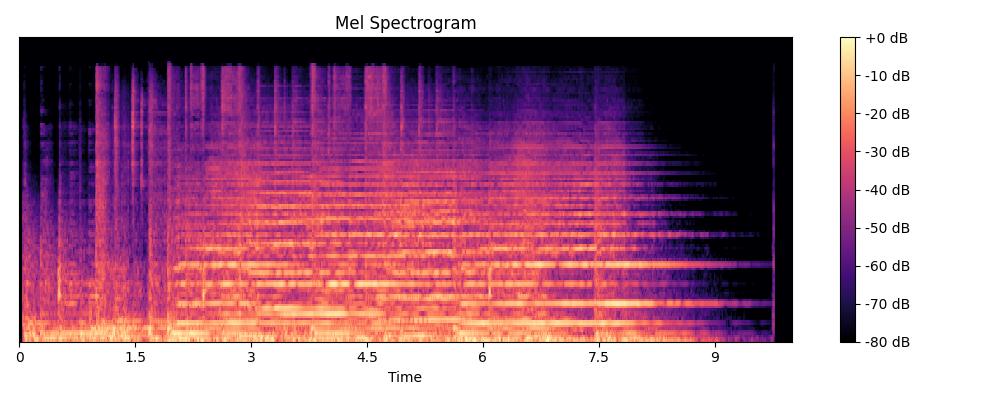 Mel Spectrogram
+0 dB
-10 dB
-20 dB
-30 dB
-40 dB
-50 dB
-60 dB
-70 dB
-80 dB
0 1.5 3 4.5 6 7.5 9
Time